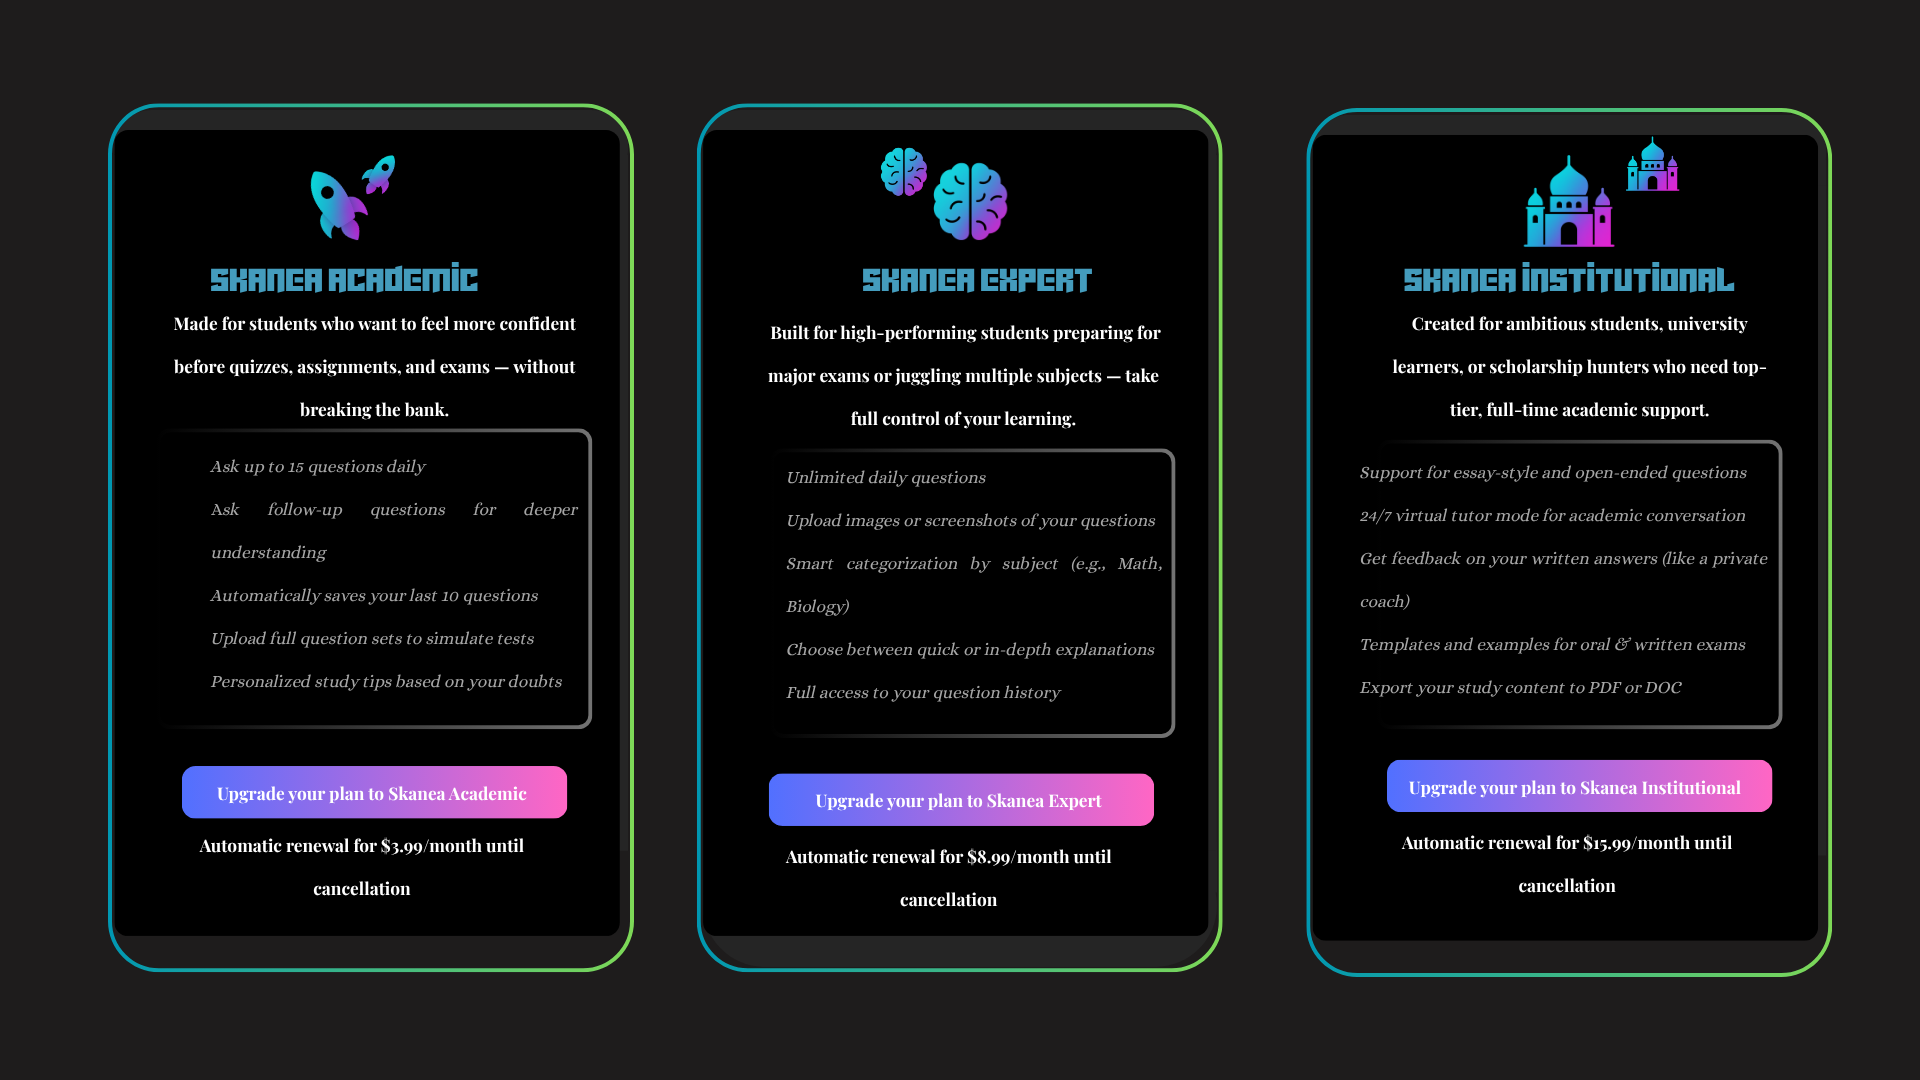 SKANEA ACADEMIC
Made for students who want to feel more confident
before quizzes, assignments, and exams — without
breaking the bank.
Ask up to 15 questions daily
Ask follow-up questions for deeper
understanding
Automatically saves your last 10 questions
Upload full question sets to simulate tests
Personalized study tips based on your doubts
Upgrade your plan to Skanea Academic
Automatic renewal for $3.99/month until
cancellation
SKANEA EXPERT
Built for high-performing students preparing for
major exams or juggling multiple subjects — take
full control of your learning.
Unlimited daily questions
Upload images or screenshots of your questions
Smart categorization by subject (e.g., Math,
Biology)
Choose between quick or in-depth explanations
Full access to your question history
Upgrade your plan to Skanea Expert
Automatic renewal for $8.99/month until
cancellation
SKANEA INSTITUTIONAL
Created for ambitious students, university
learners, or scholarship hunters who need top-
tier, full-time academic support.
Support for essay-style and open-ended questions
24/7 virtual tutor mode for academic conversation
Get feedback on your written answers (like a private
coach)
Templates and examples for oral & written exams
Export your study content to PDF or DOC
Upgrade your plan to Skanea Institutional
Automatic renewal for $15.99/month until
cancellation